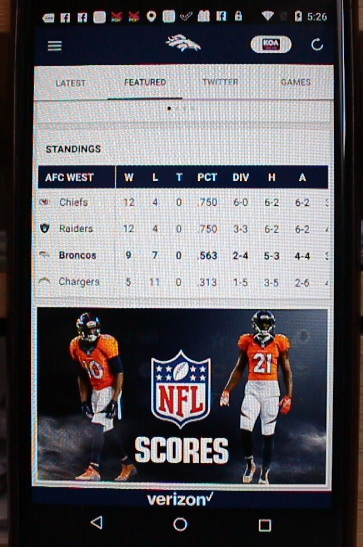 5:26
KOA
LATEST FEATURED TWITTER GAMES
STANDINGS
AFC WEST W L T PCT DIV H A
Chiefs 12 4 0 .750 6-0 6-2 6-2
Raiders 12 4 0 .750 3-3 6-2 6-2
Broncos 9 7 0 .563 2-4 5-3 4-4
Chargers 5 11 0 .313 1-5 3-5 2-6
10
21
NFL
SCORES
verizon